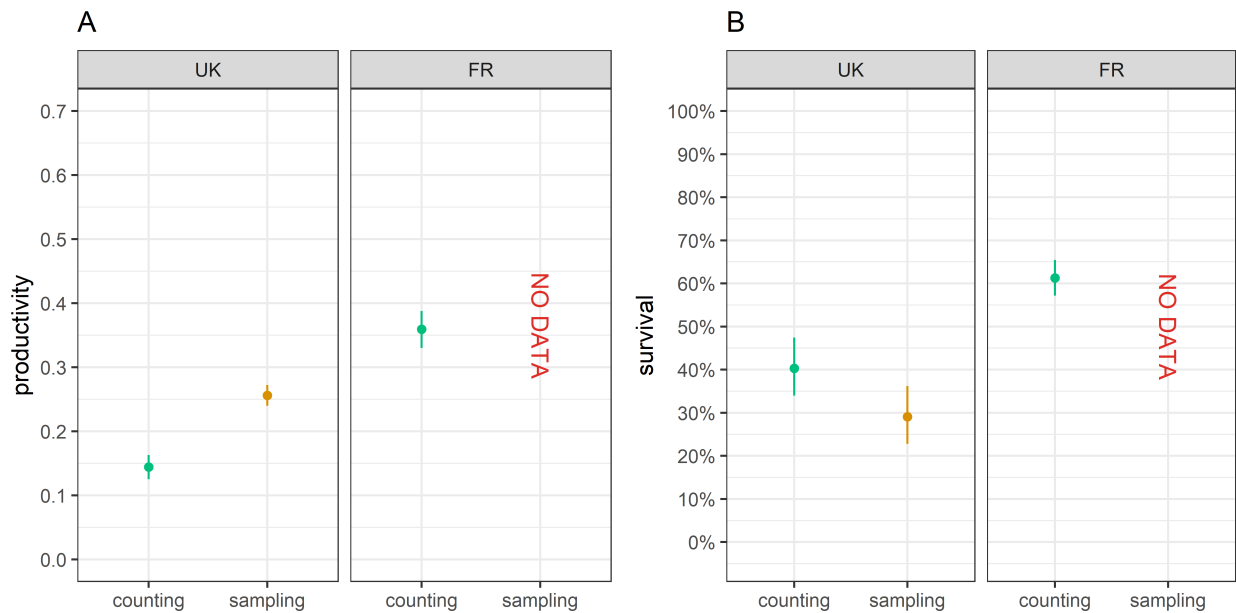 A
UK
FR
productivity
0.7
0.6
0.5
0.4
0.3
0.2
0.1
0.0
NO DATA
counting
sampling
counting
sampling
B
UK
FR
survival
100%
90%
80%
70%
60%
50%
40%
30%
20%
10%
0%
NO DATA
counting
sampling
counting
sampling